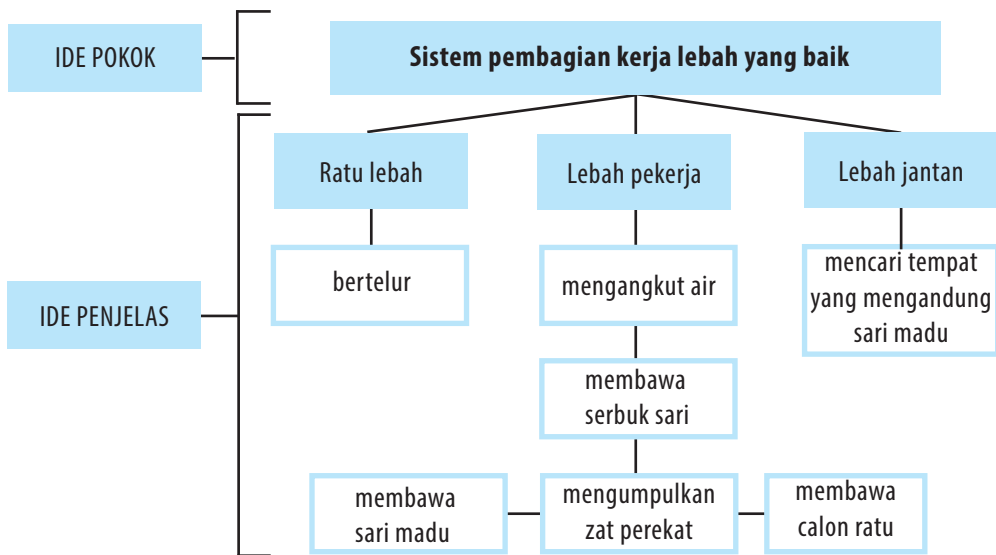 IDE POKOK
Sistem pembagian kerja lebah yang baik
IDE PENJELAS
Ratu lebah
Lebah pekerja
Lebah jantan
bertelur
mengangkut air
mencari tempat
yang mengandung
sari madu
membawa
serbuk sari
membawa
sari madu
mengumpulkan
zat perekat
membawa
calon ratu